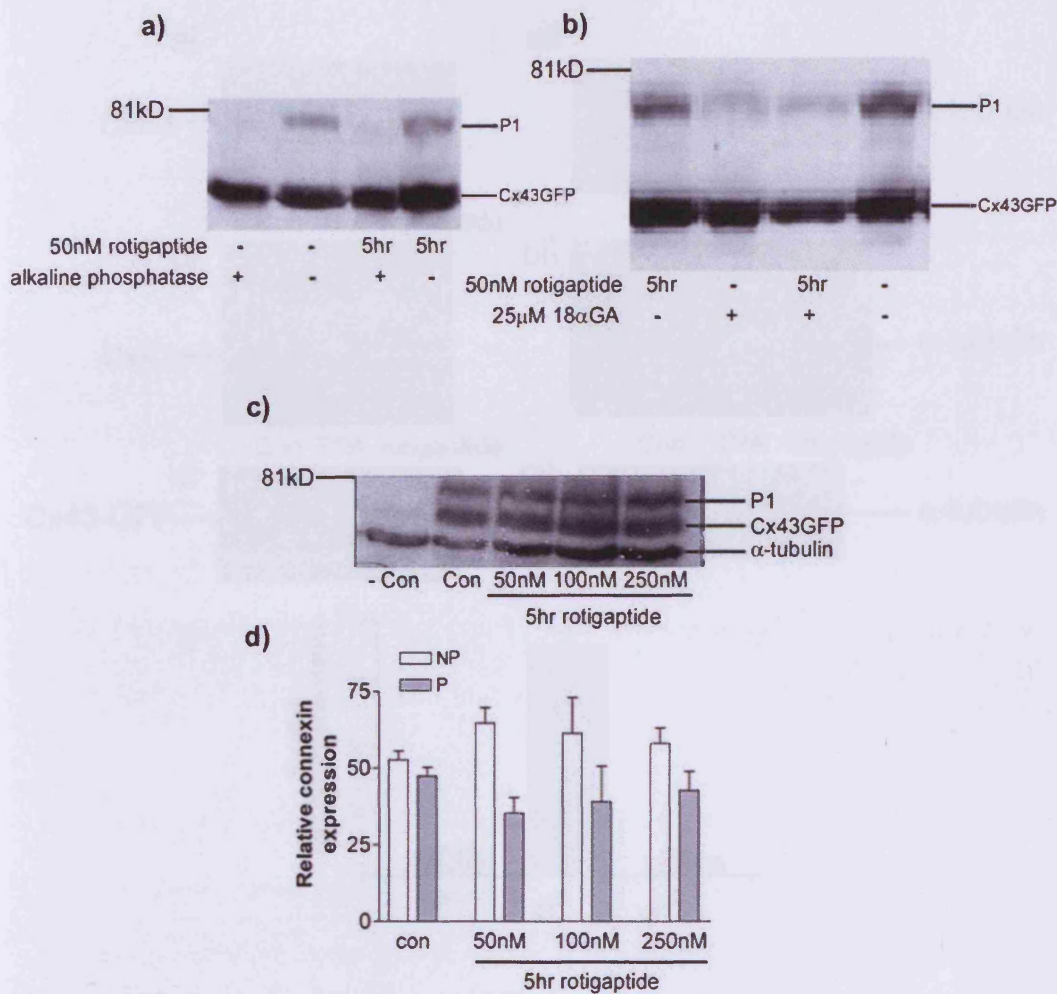 a)
81kD
P1
Cx43GFP
50nM rotigaptide - - 5hr 5hr
alkaline phosphatase + - + -
b)
81kD
P1
Cx43GFP
50nM rotigaptide 5hr - 5hr -
25µM 18αGA - + + -
c)
81kD
P1
Cx43GFP
α-tubulin
- Con Con 50nM 100nM 250nM
5hr rotigaptide
d)
NP
P
Relative connexin
expression
75
50
25
0
con 50nM 100nM 250nM
5hr rotigaptide